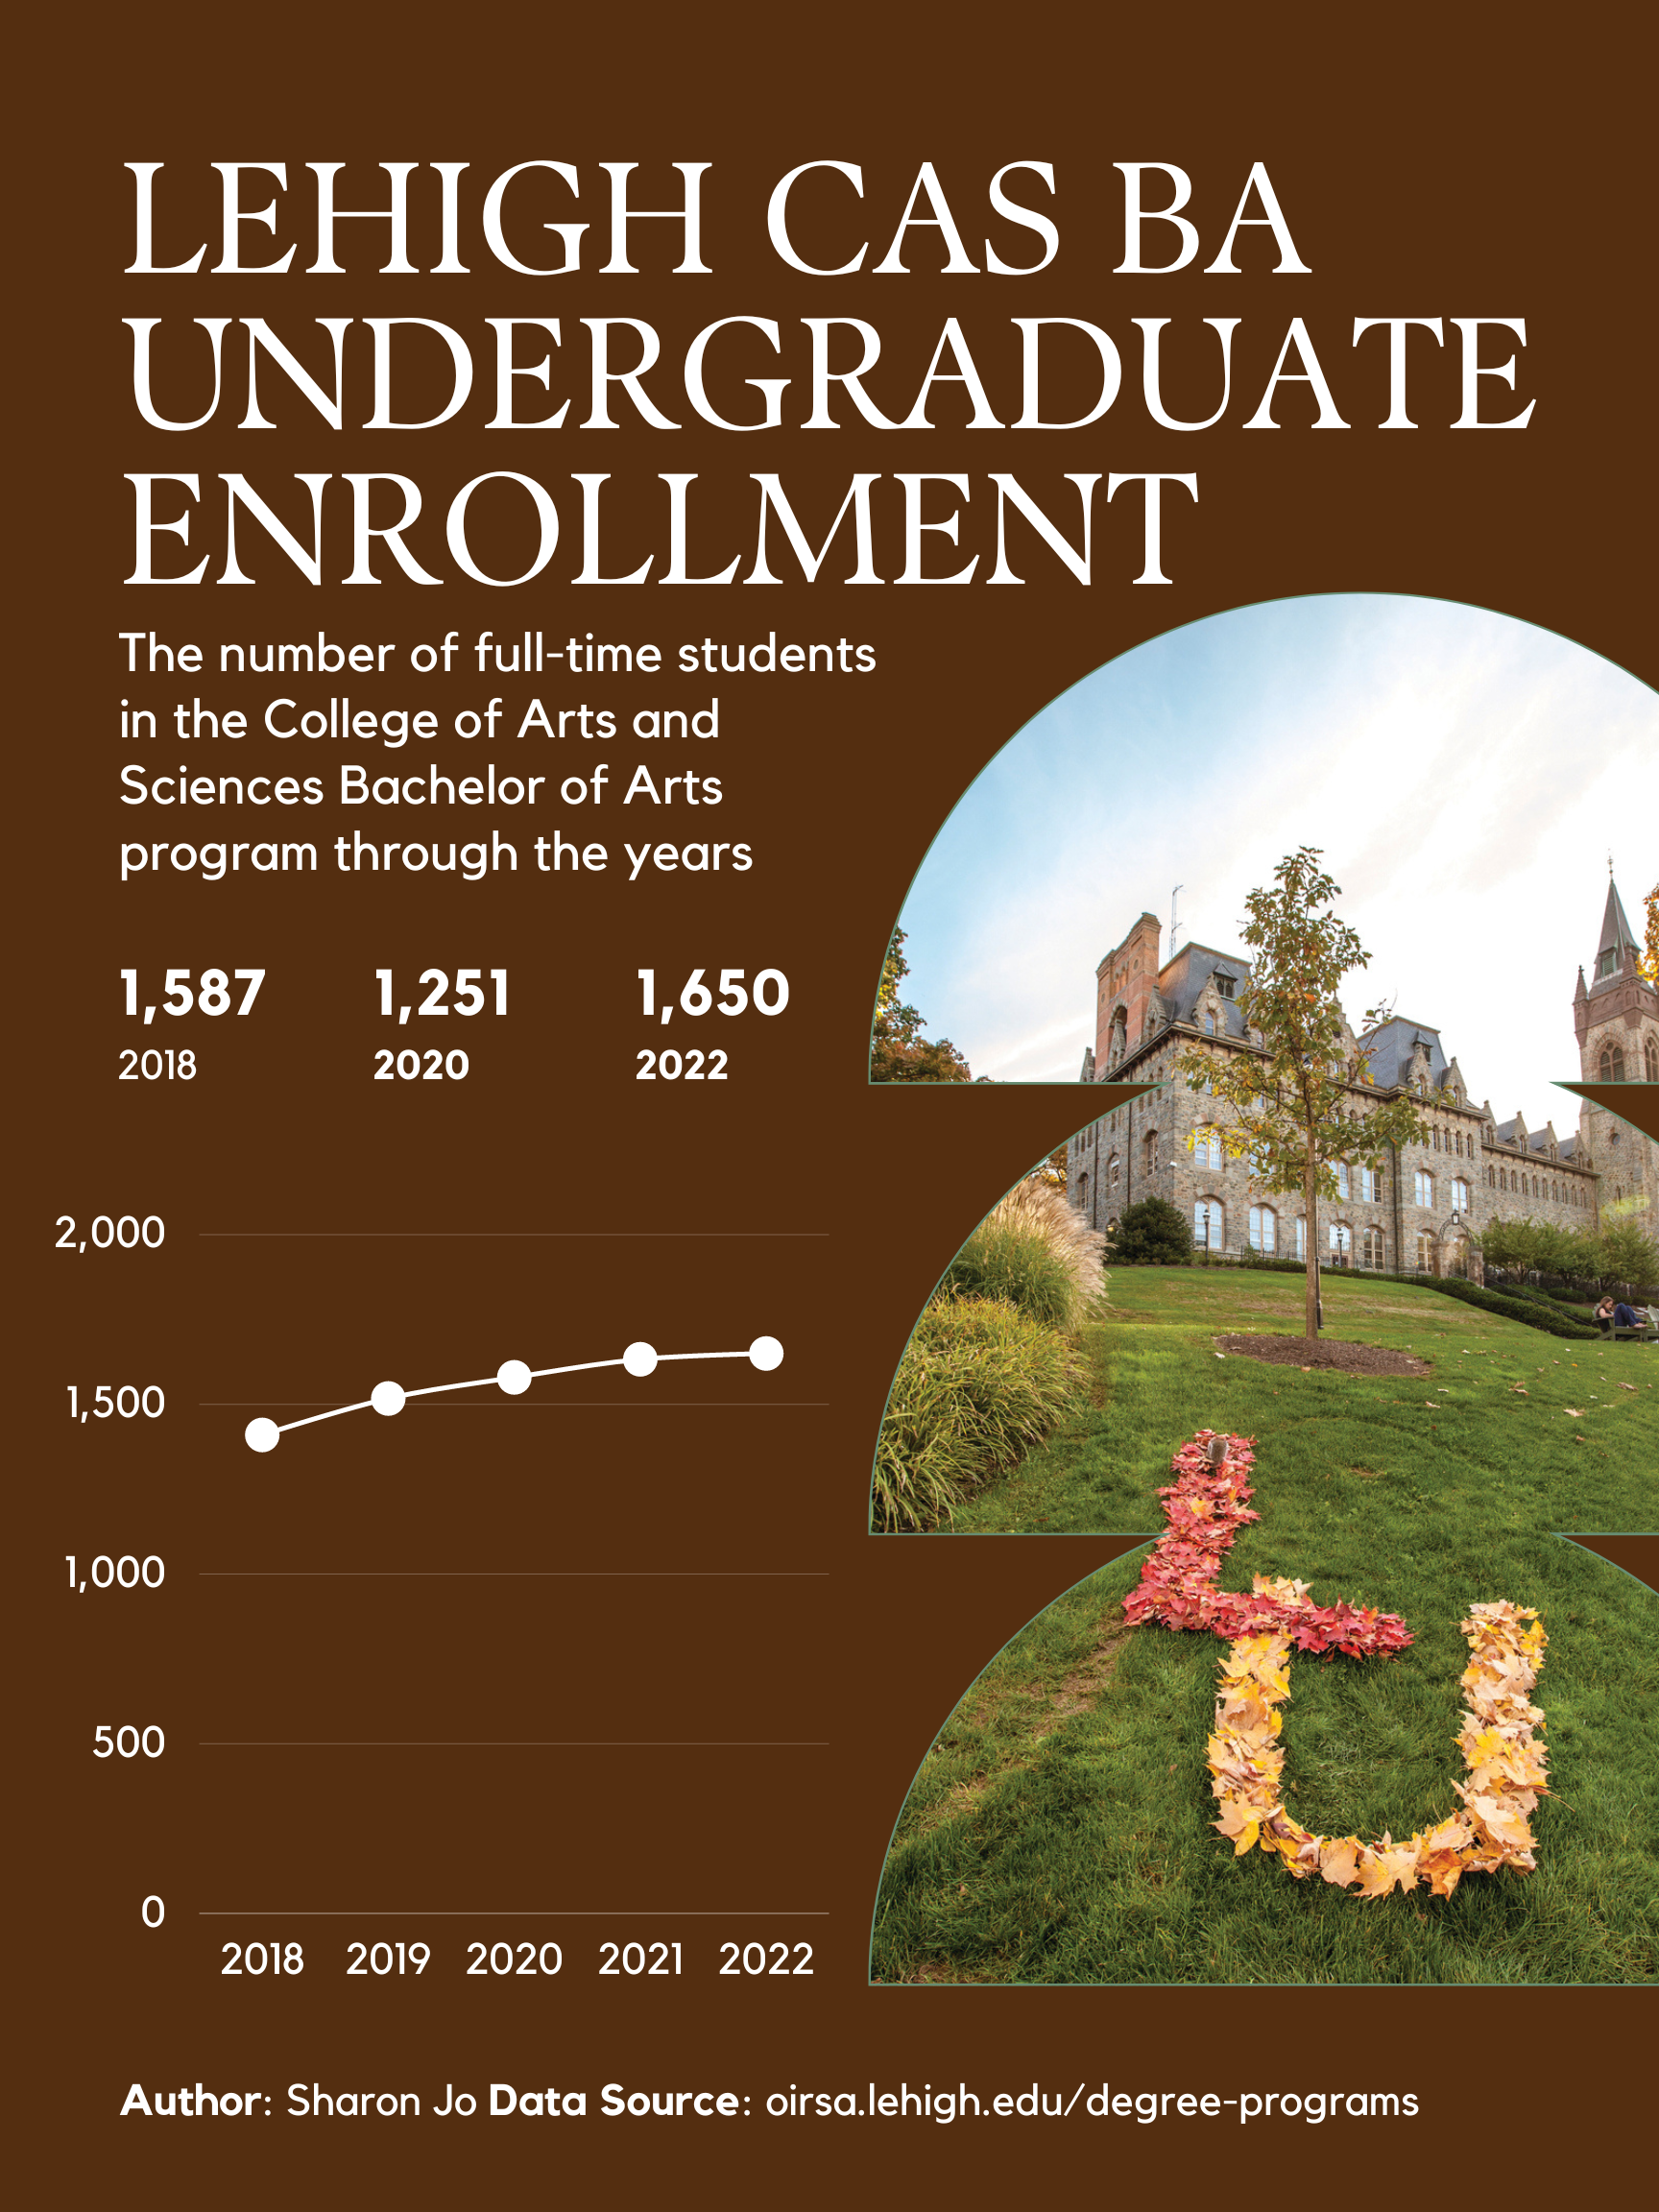 LEHIGH CAS BA
UNDERGRADUATE
ENROLLMENT
The number of full-time students
in the College of Arts and
Sciences Bachelor of Arts
program through the years
1,587 1,251 1,650
2018 2020 2022
2,000
1,500
1,000
500
0
2018 2019 2020 2021 2022
LU
Author: Sharon Jo Data Source: oirsa.lehigh.edu/degree-programs